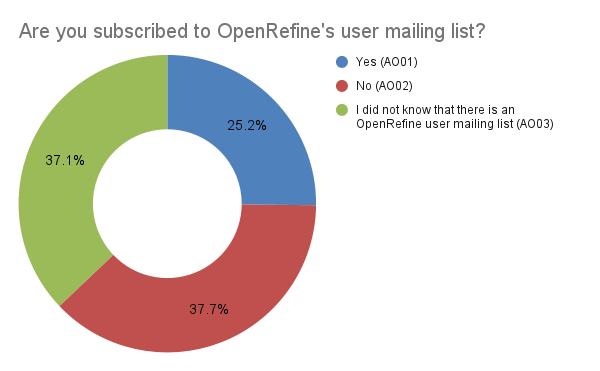 Are you subscribed to OpenRefine's user mailing list?
Yes (AO01)
No (AO02)
I did not know that there is an
OpenRefine user mailing list (AO03)
25.2%
37.1%
37.7%